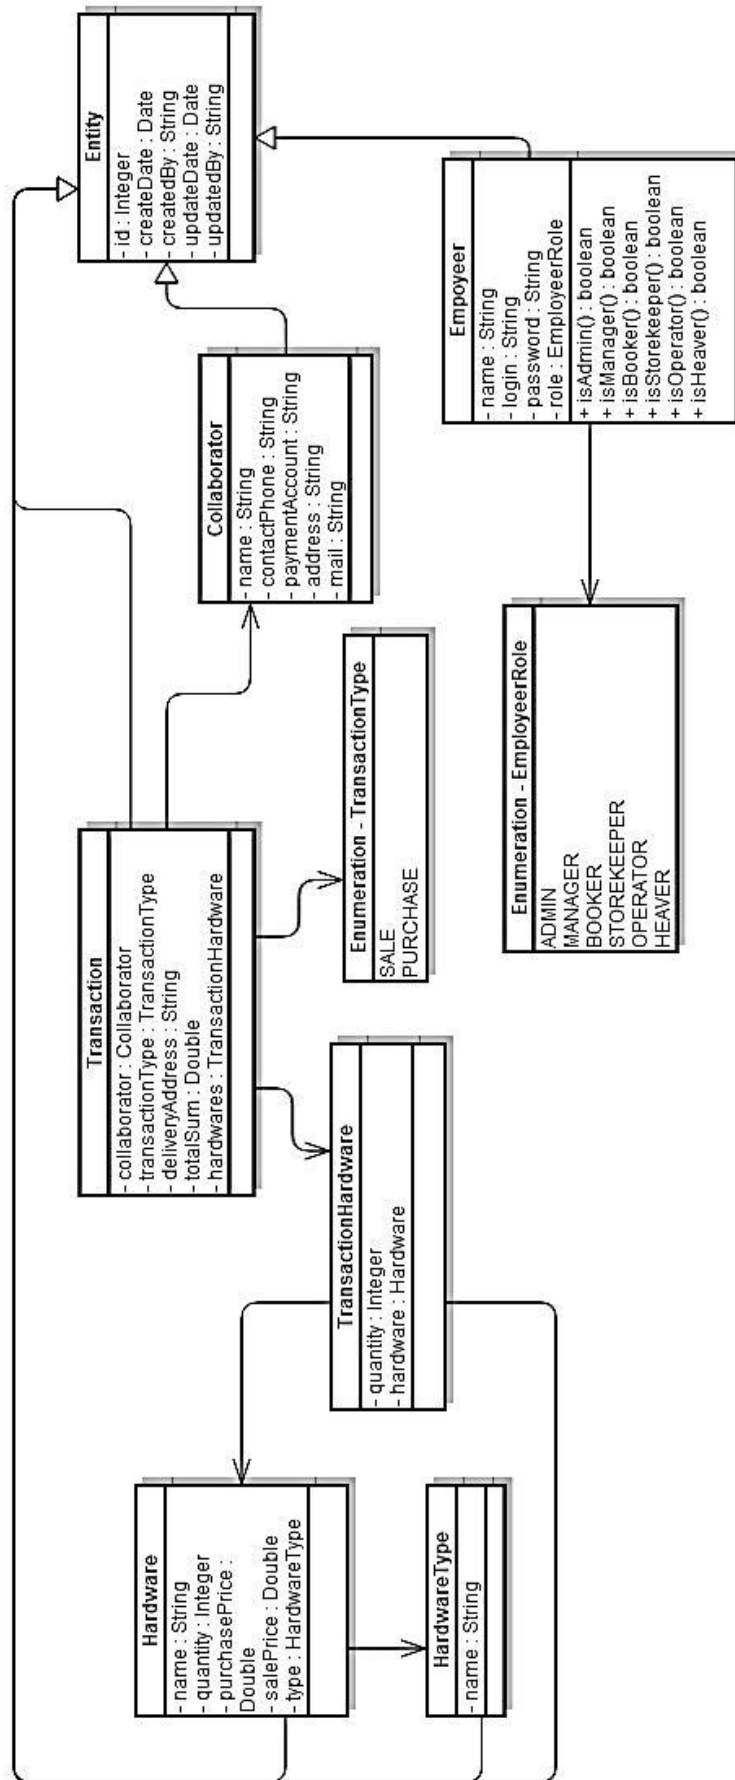 Entity
- id : Integer
- createDate : Date
- createdBy : String
- updateDate : Date
- updatedBy : String
Collaborator
- name : String
- contactPhone : String
- paymentAccount : String
- address : String
- mail : String
Empoyeer
- name : String
- login : String
- password : String
- role : EmployeerRole
+ isAdmin() : boolean
+ isManager() : boolean
+ isBooker() : boolean
+ isStorekeeper() : boolean
+ isOperator() : boolean
+ isHeaver() : boolean
Transaction
- collaborator : Collaborator
- transactionType : TransactionType
- deliveryAddress : String
- totalSum : Double
- hardwares : TransactionHardware
Enumeration - TransactionType
SALE
PURCHASE
Enumeration - EmployeerRole
ADMIN
MANAGER
BOOKER
STOREKEEPER
OPERATOR
HEAVER
TransactionHardware
- quantity : Integer
- hardware : Hardware
Hardware
- name : String
- quantity : Integer
- purchasePrice :
Double
- salePrice : Double
- type : HardwareType
HardwareType
- name : String